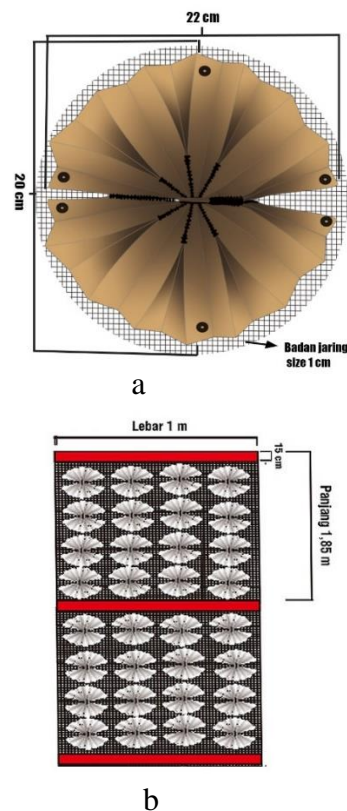 22 cm
20 cm
Badan jaring
size 1 cm
a
Lebar 1 m
15 cm
Panjang 1,85 m
b